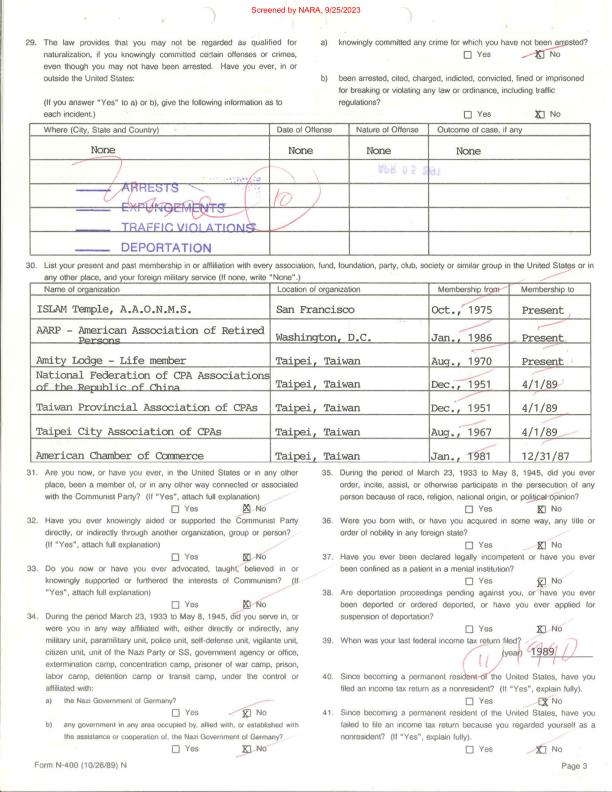 Screened by NARA, 9/25/2023
29. The law provides that you may not be regarded as qualified for
naturalization, if you knowingly committed certain offenses or crimes,
even though you may not have been arrested. Have you ever, in or
outside the United States:
(If you answer "Yes" to a) or b), give the following information as to
each incident.)
a) knowingly committed any crime for which you have not been arrested?
☐ Yes ☒ No
b) been arrested, cited, charged, indicted, convicted, fined or imprisoned
for breaking or violating any law or ordinance, including traffic
regulations?
☐ Yes ☒ No
Where (City, State and Country) Date of Offense Nature of Offense Outcome of case, if any
None None None None
ARRESTS
EXPUNGEMENTS
TRAFFIC VIOLATIONS
DEPORTATION
10
30. List your present and past membership in or affiliation with every association, fund, foundation, party, club, society or similar group in the United States or in
any other place, and your foreign military service (If none, write "None".)
Name of organization Location of organization Membership from Membership to
ISLAM Temple, A.A.O.N.M.S. San Francisco Oct., 1975 Present
AARP - American Association of Retired
Persons Washington, D.C. Jan., 1986 Present
Amity Lodge - Life member Taipei, Taiwan Aug., 1970 Present
National Federation of CPA Associations
of the Republic of China Taipei, Taiwan Dec., 1951 4/1/89
Taiwan Provincial Association of CPAs Taipei, Taiwan Dec., 1951 4/1/89
Taipei City Association of CPAs Taipei, Taiwan Aug., 1967 4/1/89
American Chamber of Commerce Taipei, Taiwan Jan., 1981 12/31/87
31. Are you now, or have you ever, in the United States or in any other
place, been a member of, or in any other way connected or associated
with the Communist Party? (If "Yes", attach full explanation)
☐ Yes ☒ No
32. Have you ever knowingly aided or supported the Communist Party
directly, or indirectly through another organization, group or person?
(If "Yes", attach full explanation)
☐ Yes ☒ No
33. Do you now or have you ever advocated, taught, believed in or
knowingly supported or furthered the interests of Communism? (If
"Yes", attach full explanation)
☐ Yes ☒ No
34. During the period March 23, 1933 to May 8, 1945, did you serve in, or
were you in any way affiliated with, either directly or indirectly, any
military unit, paramilitary unit, police unit, self-defense unit, vigilante unit,
citizen unit, unit of the Nazi Party or SS, government agency or office,
extermination camp, concentration camp, prisoner of war camp, prison,
labor camp, detention camp or transit camp, under the control or
affiliated with:
a) the Nazi Government of Germany?
☐ Yes ☒ No
b) any government in any area occupied by, allied with, or established with
the assistance or cooperation of, the Nazi Government of Germany?
☐ Yes ☒ No
35. During the period of March 23, 1933 to May 8, 1945, did you ever
order, incite, assist, or otherwise participate in the persecution of any
person because of race, religion, national origin, or political opinion?
☐ Yes ☒ No
36. Were you born with, or have you acquired in some way, any title or
order of nobility in any foreign state?
☐ Yes ☒ No
37. Have you ever been declared legally incompetent or have you ever
been confined as a patient in a mental institution?
☐ Yes ☒ No
38. Are deportation proceedings pending against you, or have you ever
been deported or ordered deported, or have you ever applied for
suspension of deportation?
☐ Yes ☒ No
39. When was your last federal income tax return filed?
(year) 1989
11
40. Since becoming a permanent resident of the United States, have you
filed an income tax return as a nonresident? (If "Yes", explain fully).
☐ Yes ☒ No
41. Since becoming a permanent resident of the United States, have you
failed to file an income tax return because you regarded yourself as a
nonresident? (If "Yes", explain fully).
☐ Yes ☒ No
Form N-400 (10/26/89) N
Page 3